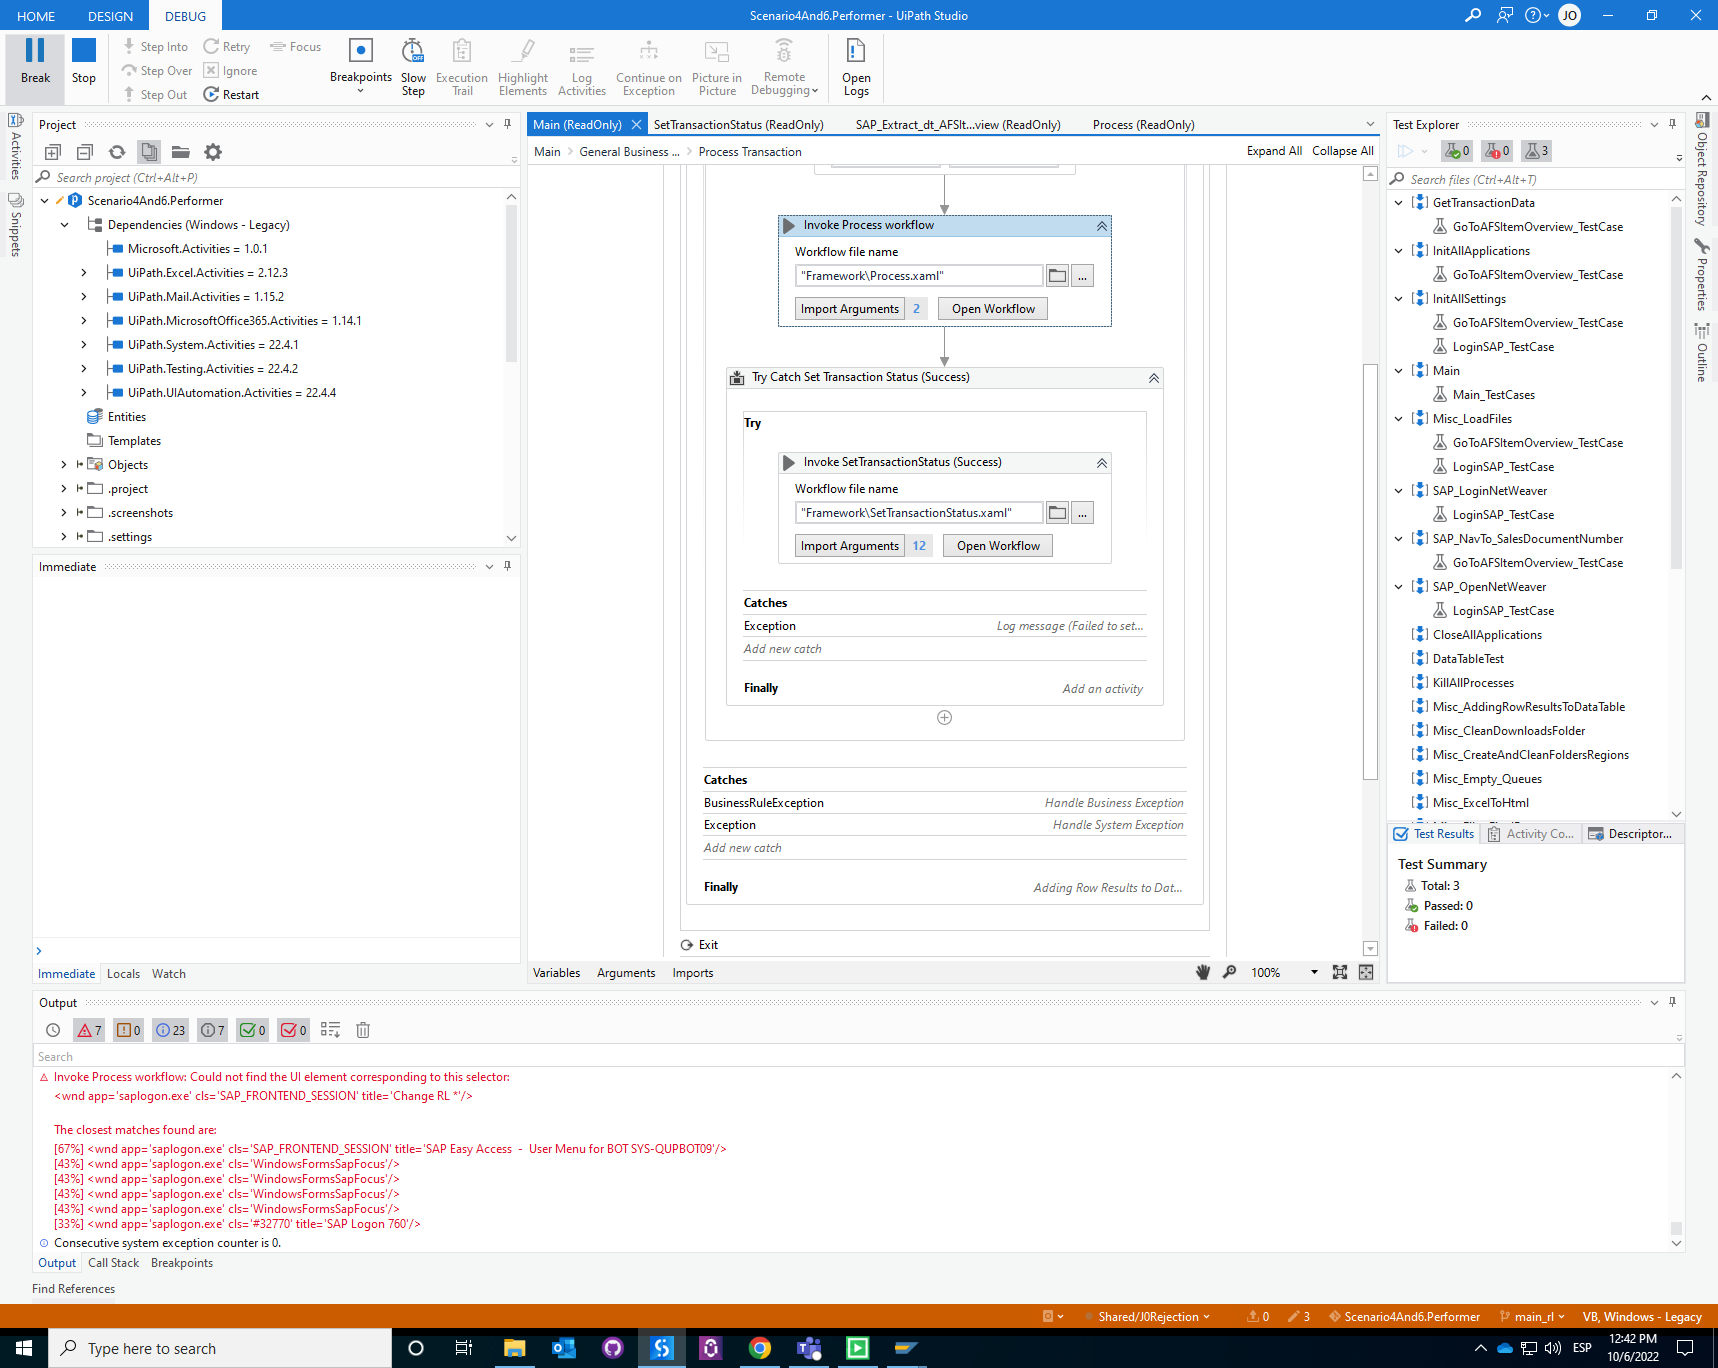 HOME DESIGN DEBUG Scenario4And6.Performer - UiPath Studio JO
Break Stop Step Into Step Over Step Out Retry Ignore Restart Focus Breakpoints Slow Step Execution Trail Highlight Elements Log Activities Continue on Exception Picture in Picture Remote Debugging Open Logs
Activities
Snippets
Project
Search project (Ctrl+Alt+P)
Scenario4And6.Performer
Dependencies (Windows - Legacy)
Microsoft.Activities = 1.0.1
UiPath.Excel.Activities = 2.12.3
UiPath.Mail.Activities = 1.15.2
UiPath.MicrosoftOffice365.Activities = 1.14.1
UiPath.System.Activities = 22.4.1
UiPath.Testing.Activities = 22.4.2
UiPath.UIAutomation.Activities = 22.4.4
Entities
Templates
Objects
.project
.screenshots
.settings
Immediate
Immediate Locals Watch
Main (ReadOnly) SetTransactionStatus (ReadOnly) SAP_Extract_dt_AFSIt...view (ReadOnly) Process (ReadOnly)
Main > General Business ... > Process Transaction Expand All Collapse All
Invoke Process workflow
Workflow file name
"Framework\Process.xaml" ...
Import Arguments 2 Open Workflow
Try Catch Set Transaction Status (Success)
Try
Invoke SetTransactionStatus (Success)
Workflow file name
"Framework\SetTransactionStatus.xaml" ...
Import Arguments 12 Open Workflow
Catches
Exception Log message (Failed to set...
Add new catch
Finally Add an activity
Catches
BusinessRuleException Handle Business Exception
Exception Handle System Exception
Add new catch
Finally Adding Row Results to Dat...
Exit
Variables Arguments Imports 100%
Test Explorer
0 0 3
Search files (Ctrl+Alt+T)
GetTransactionData
GoToAFSItemOverview_TestCase
InitAllApplications
GoToAFSItemOverview_TestCase
InitAllSettings
GoToAFSItemOverview_TestCase
LoginSAP_TestCase
Main
Main_TestCases
Misc_LoadFiles
GoToAFSItemOverview_TestCase
LoginSAP_TestCase
SAP_LoginNetWeaver
LoginSAP_TestCase
SAP_NavTo_SalesDocumentNumber
GoToAFSItemOverview_TestCase
SAP_OpenNetWeaver
LoginSAP_TestCase
CloseAllApplications
DataTableTest
KillAllProcesses
Misc_AddingRowResultsToDataTable
Misc_CleanDownloadsFolder
Misc_CreateAndCleanFoldersRegions
Misc_Empty_Queues
Misc_ExcelToHtml
Test Results Activity Co... Descriptor...
Test Summary
Total: 3
Passed: 0
Failed: 0
Object Repository
Properties
Outline
Output
7 0 23 7 0 0
Search
Invoke Process workflow: Could not find the UI element corresponding to this selector:
<wnd app='saplogon.exe' cls='SAP_FRONTEND_SESSION' title='Change RL *'/>
The closest matches found are:
[67%] <wnd app='saplogon.exe' cls='SAP_FRONTEND_SESSION' title='SAP Easy Access  -  User Menu for BOT SYS-QUPBOT09'/>
[43%] <wnd app='saplogon.exe' cls='WindowsFormsSapFocus'/>
[43%] <wnd app='saplogon.exe' cls='WindowsFormsSapFocus'/>
[43%] <wnd app='saplogon.exe' cls='WindowsFormsSapFocus'/>
[43%] <wnd app='saplogon.exe' cls='WindowsFormsSapFocus'/>
[33%] <wnd app='saplogon.exe' cls='#32770' title='SAP Logon 760'/>
Consecutive system exception counter is 0.
Output Call Stack Breakpoints
Find References
Shared/J0Rejection 0 3 Scenario4And6.Performer main_rl VB, Windows - Legacy
Type here to search ESP 12:42 PM
10/6/2022